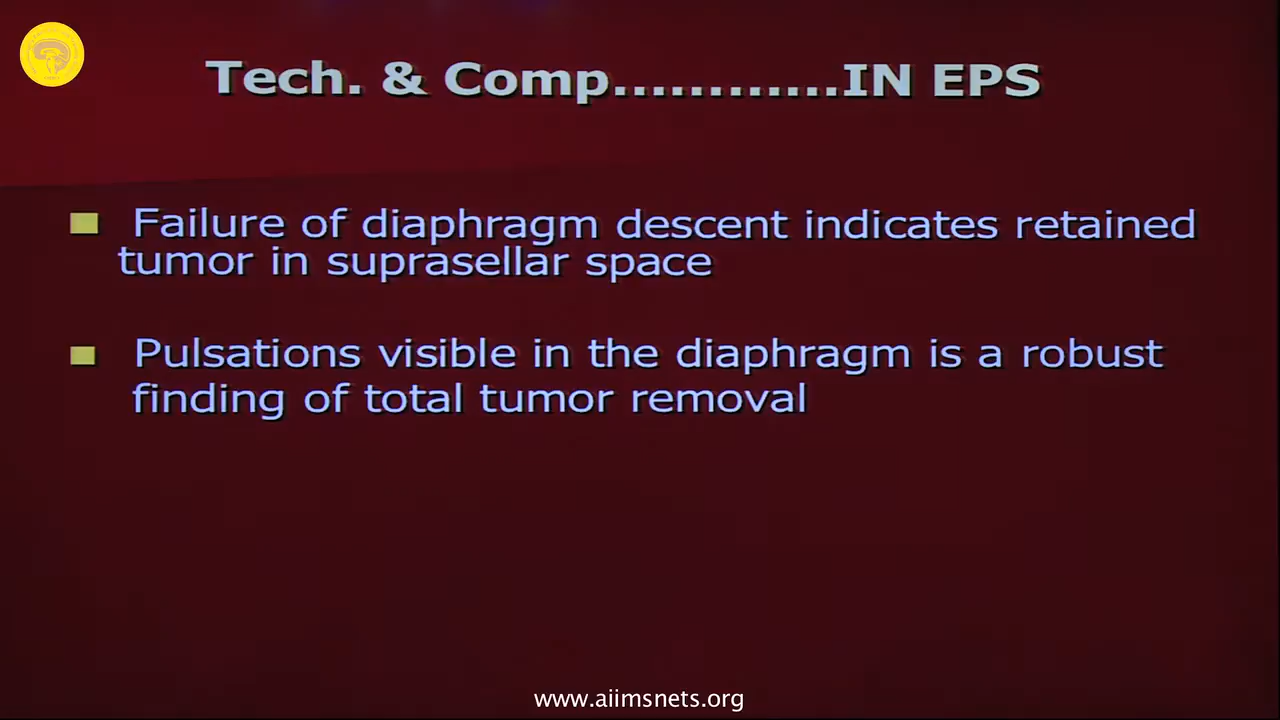 Tech. & Comp............IN EPS
Failure of diaphragm descent indicates retained
tumor in suprasellar space
Pulsations visible in the diaphragm is a robust
finding of total tumor removal
www.aiimsnets.org